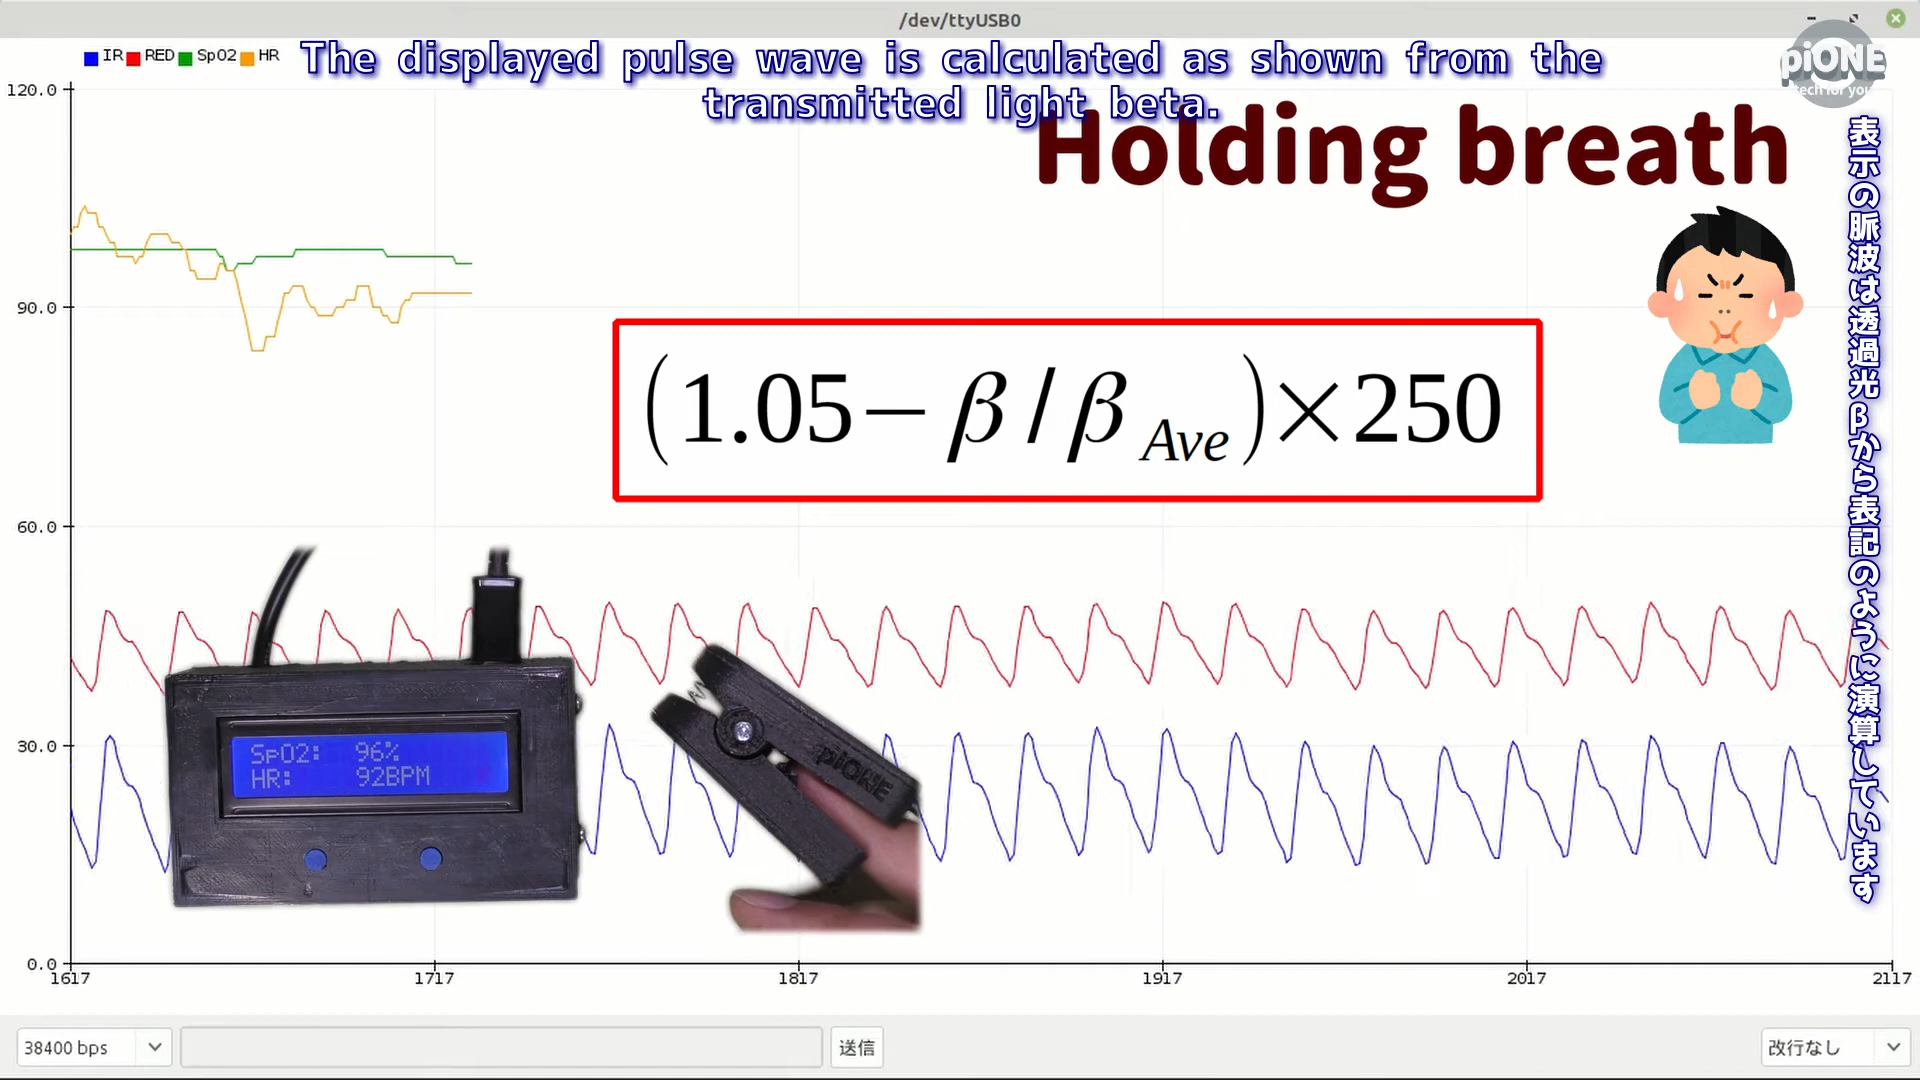 /dev/ttyUSB0
IR RED SpO2 HR
The displayed pulse wave is calculated as shown from the
transmitted light beta.
piONE
tech for you
Holding breath
表示の脈波は透過光βから表記のように演算しています
120.0
90.0
60.0
30.0
0.0
(1.05− β / β Ave)×250
SpO2: 96%
HR: 92BPM
piONE
1617 1717 1817 1917 2017 2117
38400 bps 送信 改行なし